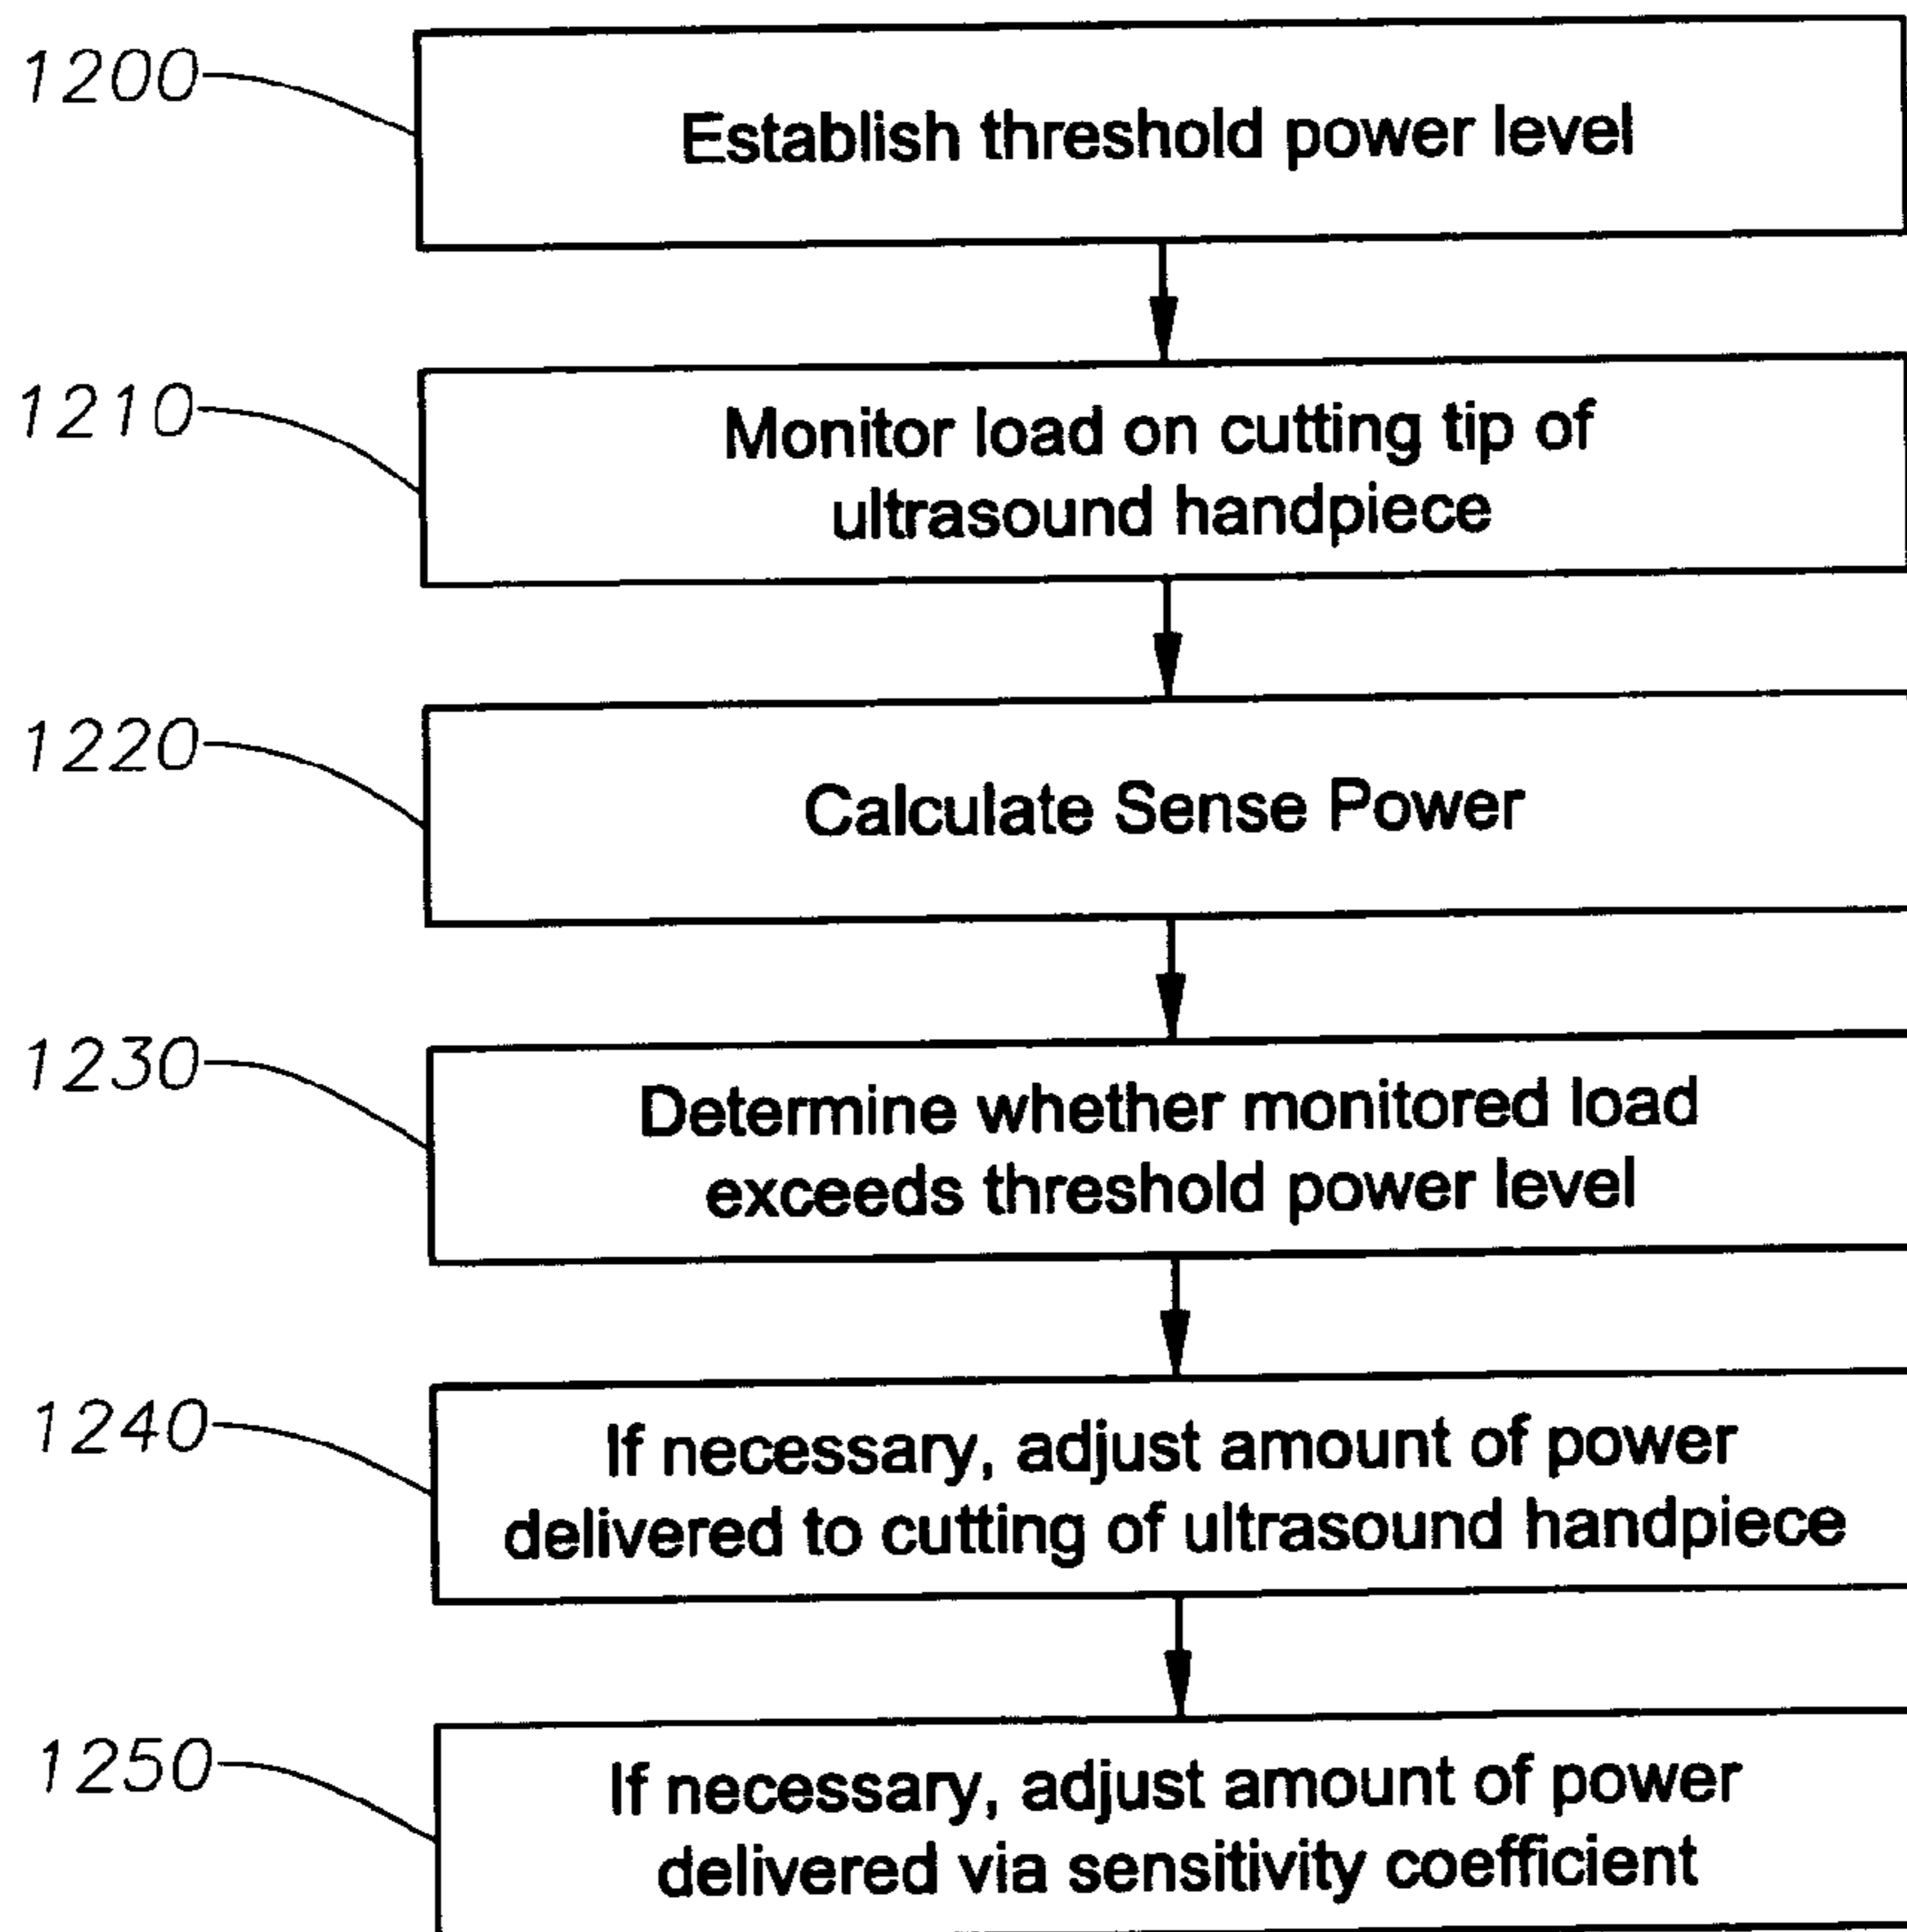 1200
Establish threshold power level
1210
Monitor load on cutting tip of
ultrasound handpiece
1220
Calculate Sense Power
1230
Determine whether monitored load
exceeds threshold power level
1240
If necessary, adjust amount of power
delivered to cutting of ultrasound handpiece
1250
If necessary, adjust amount of power
delivered via sensitivity coefficient